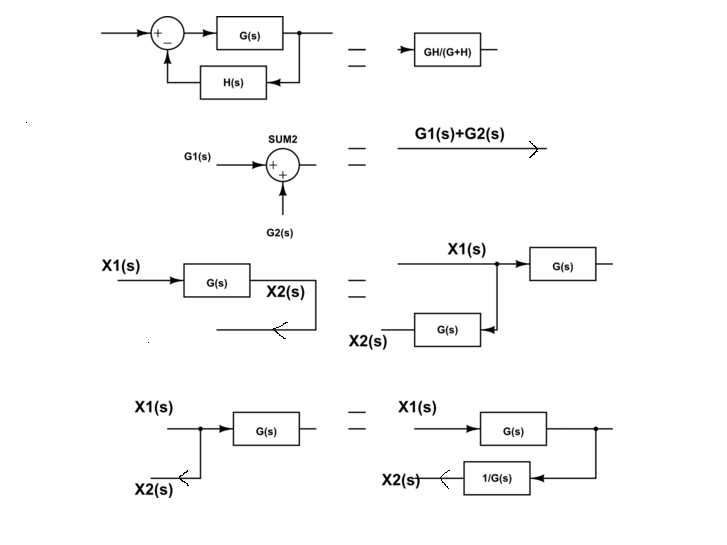 + G(s)
−
GH/(G+H)
H(s)
SUM2
G1(s)
+
+
G2(s)
G1(s)+G2(s)
X1(s)
G(s)
X2(s)
X1(s)
G(s)
G(s)
X2(s)
X1(s)
G(s)
X2(s)
X1(s)
G(s)
X2(s)
1/G(s)